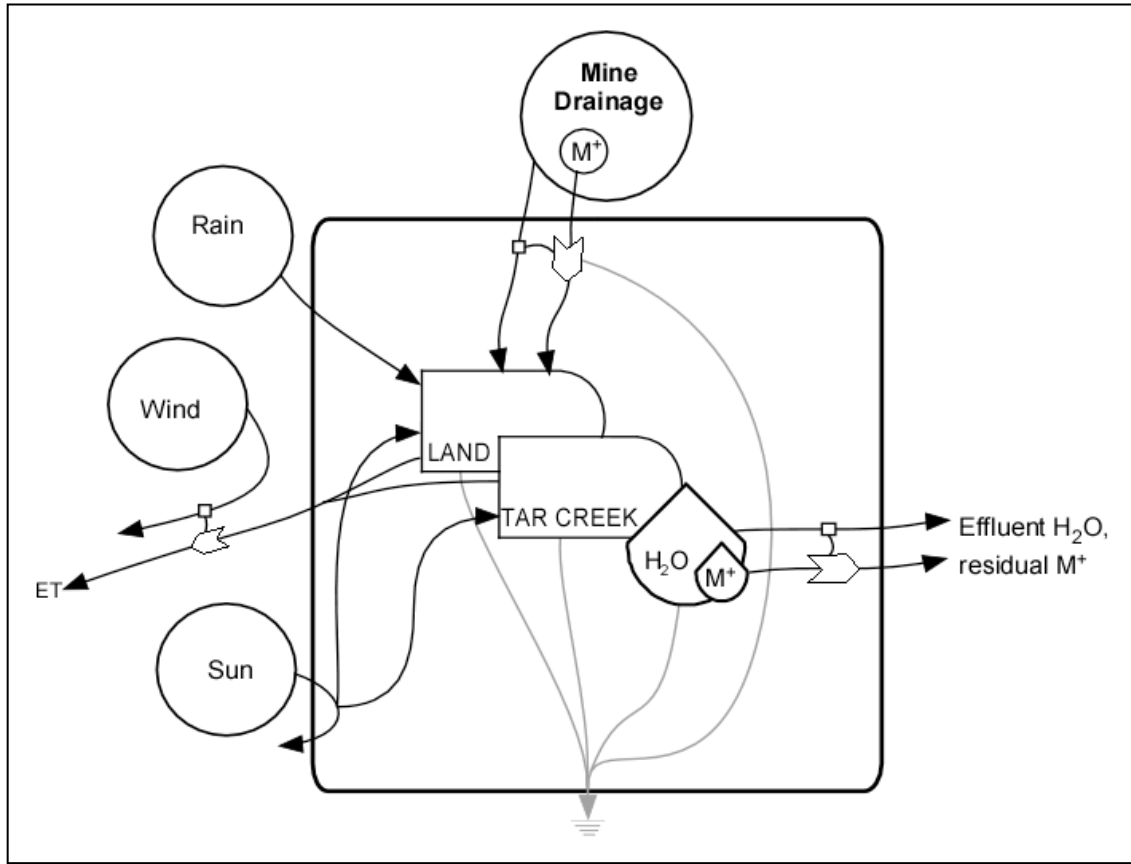 Mine
Drainage
M⁺
Rain
Wind
LAND
TAR CREEK
H₂O
M⁺
Effluent H₂O,
residual M⁺
ET
Sun